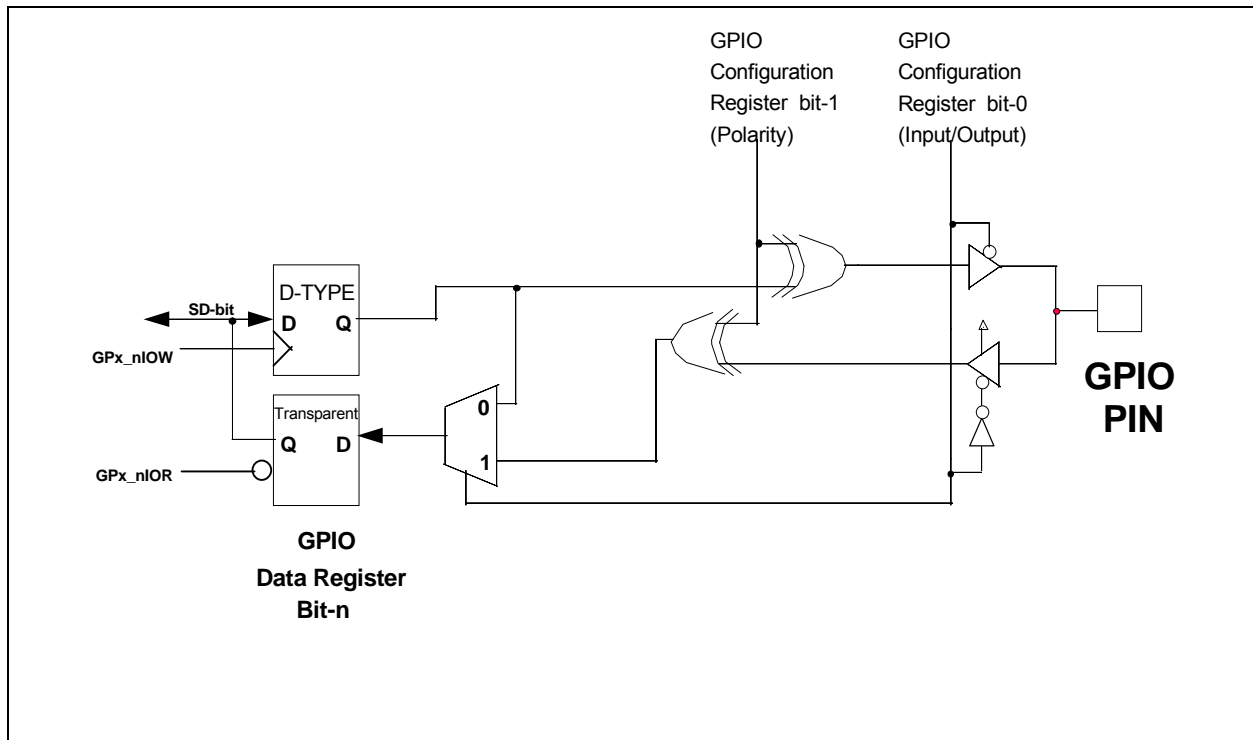 GPIO
Configuration
Register bit-1
(Polarity)
GPIO
Configuration
Register bit-0
(Input/Output)
D-TYPE
SD-bit
D
Q
GPx_nIOW
Transparent
Q
D
GPx_nIOR
0
1
GPIO
PIN
GPIO
Data Register
Bit-n